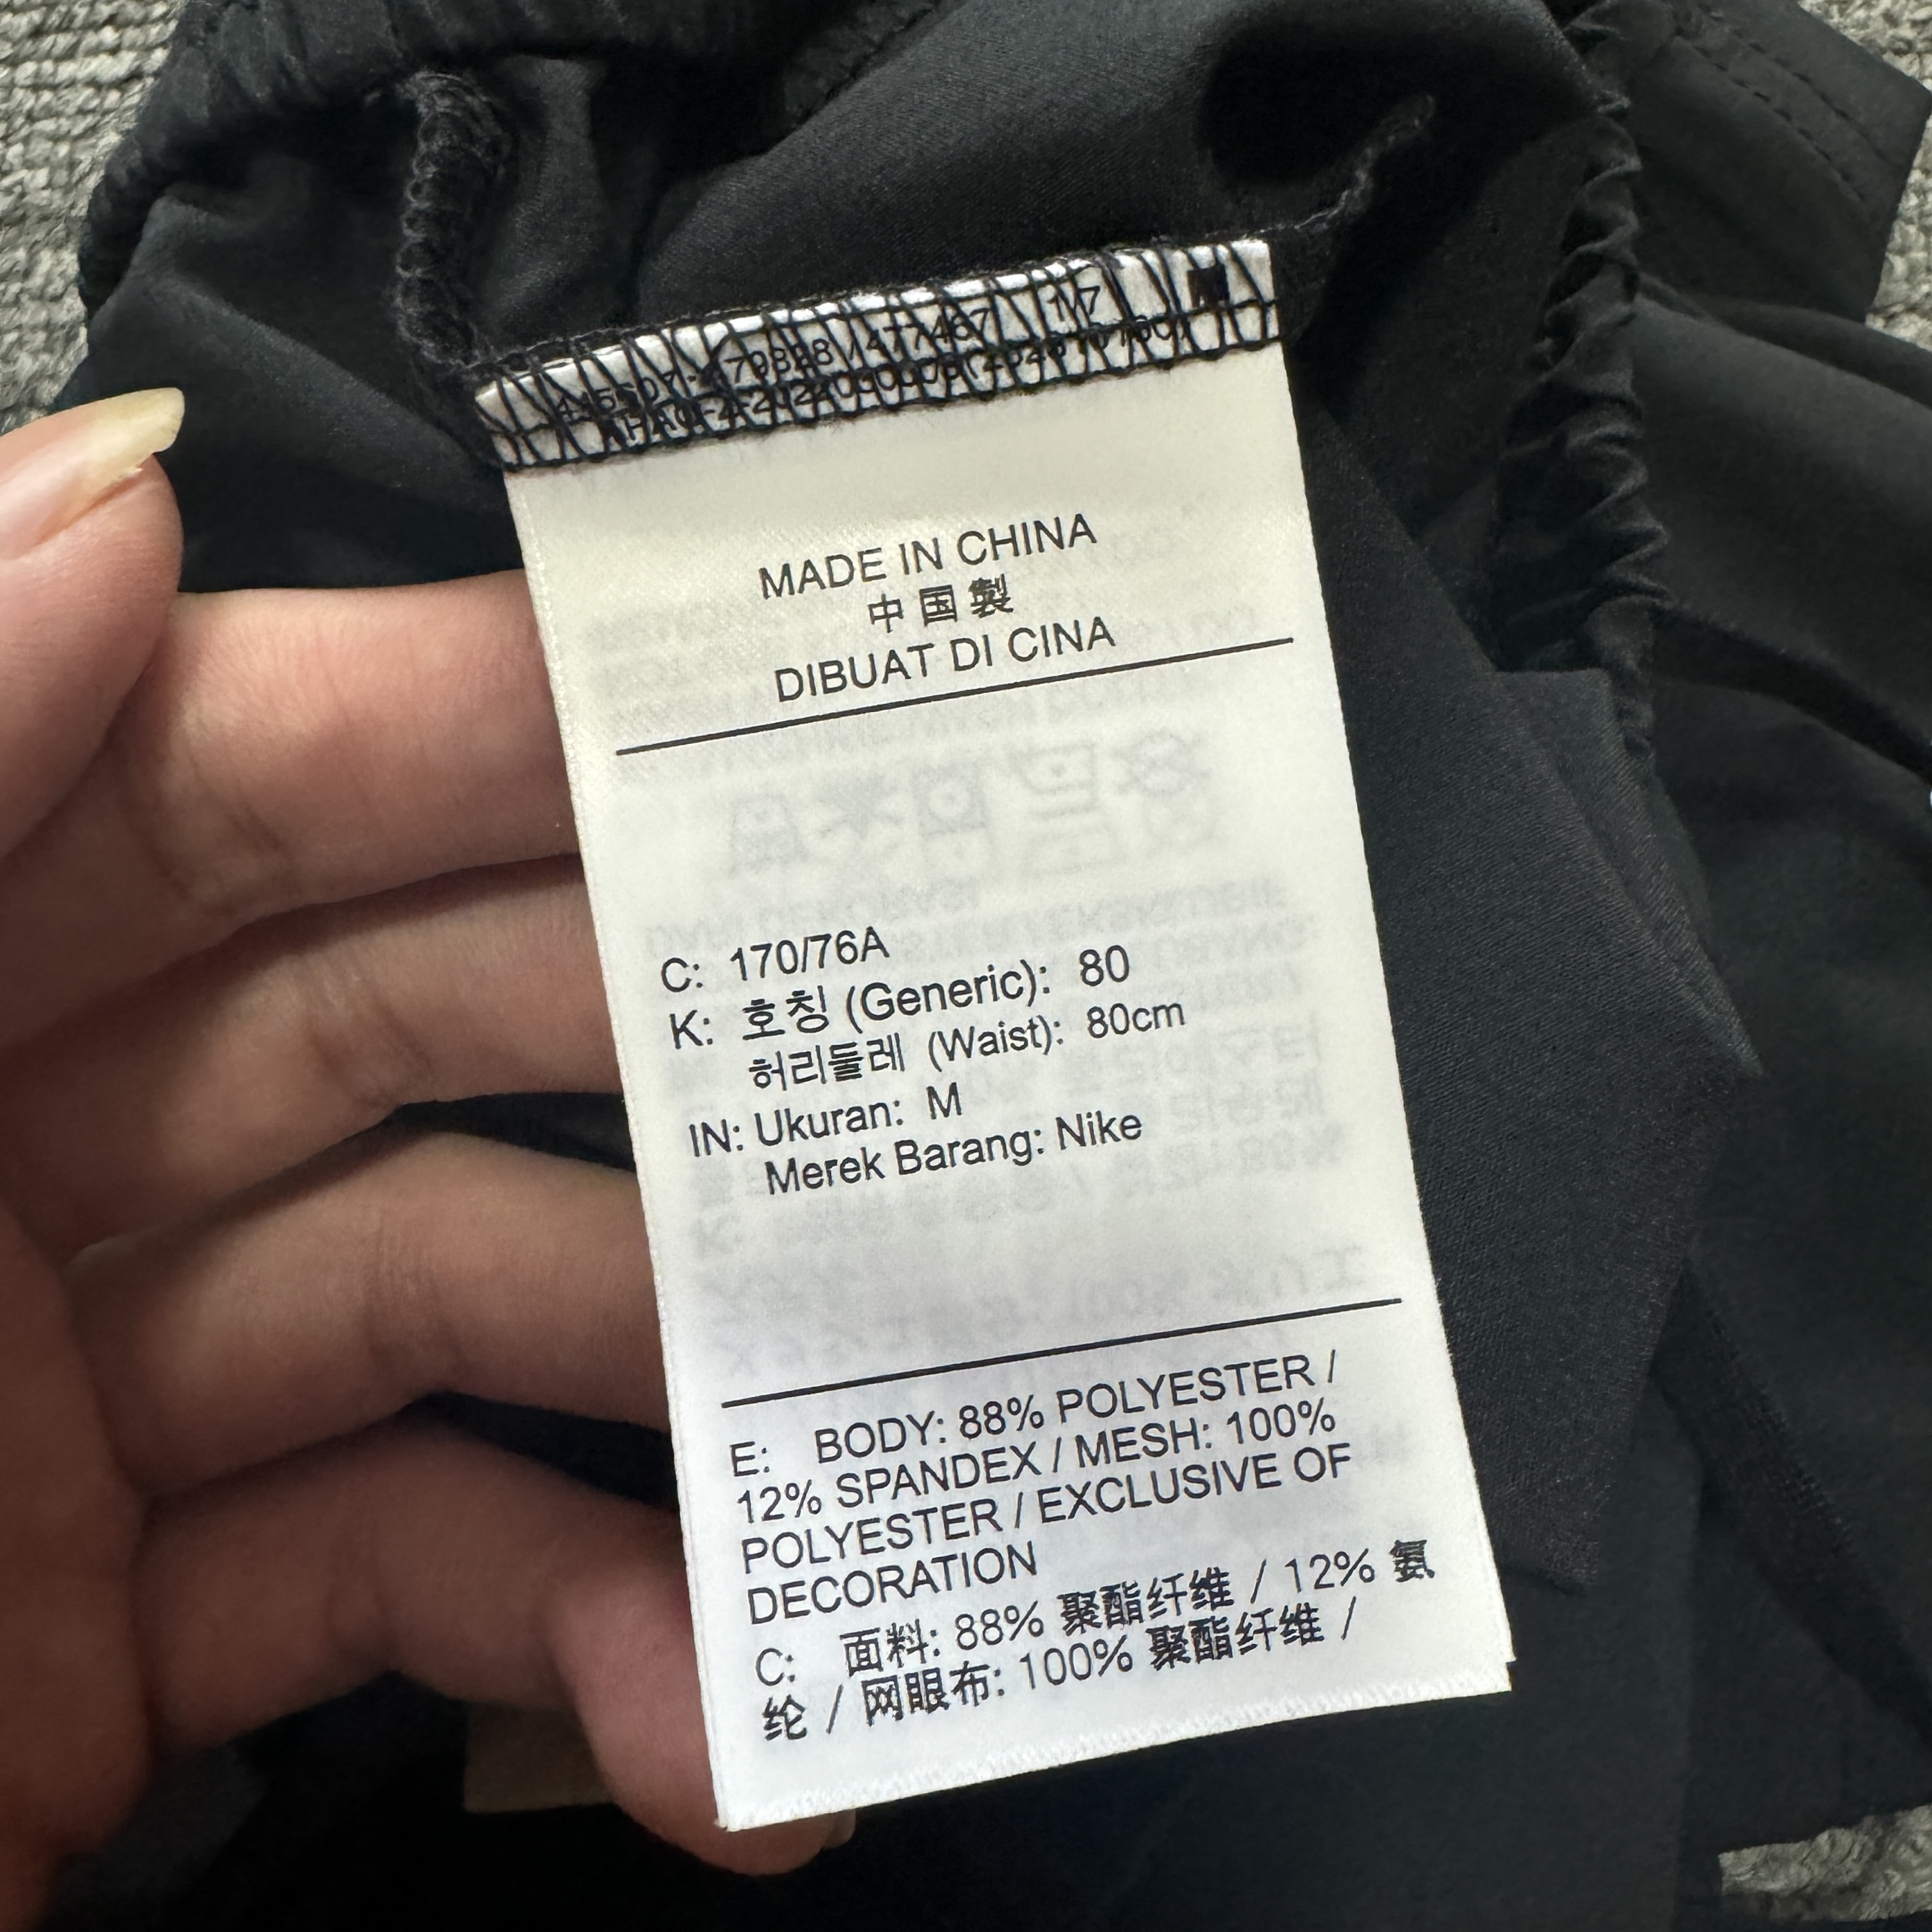 MADE IN CHINA
中国製
DIBUAT DI CINA
C: 170/76A
K: 호칭 (Generic): 80
허리둘레 (Waist): 80cm
IN: Ukuran: M
Merek Barang: Nike
E: BODY: 88% POLYESTER /
12% SPANDEX / MESH: 100%
POLYESTER / EXCLUSIVE OF
DECORATION
C: 面料: 88% 聚酯纤维 / 12% 氨
纶 / 网眼布: 100% 聚酯纤维 /